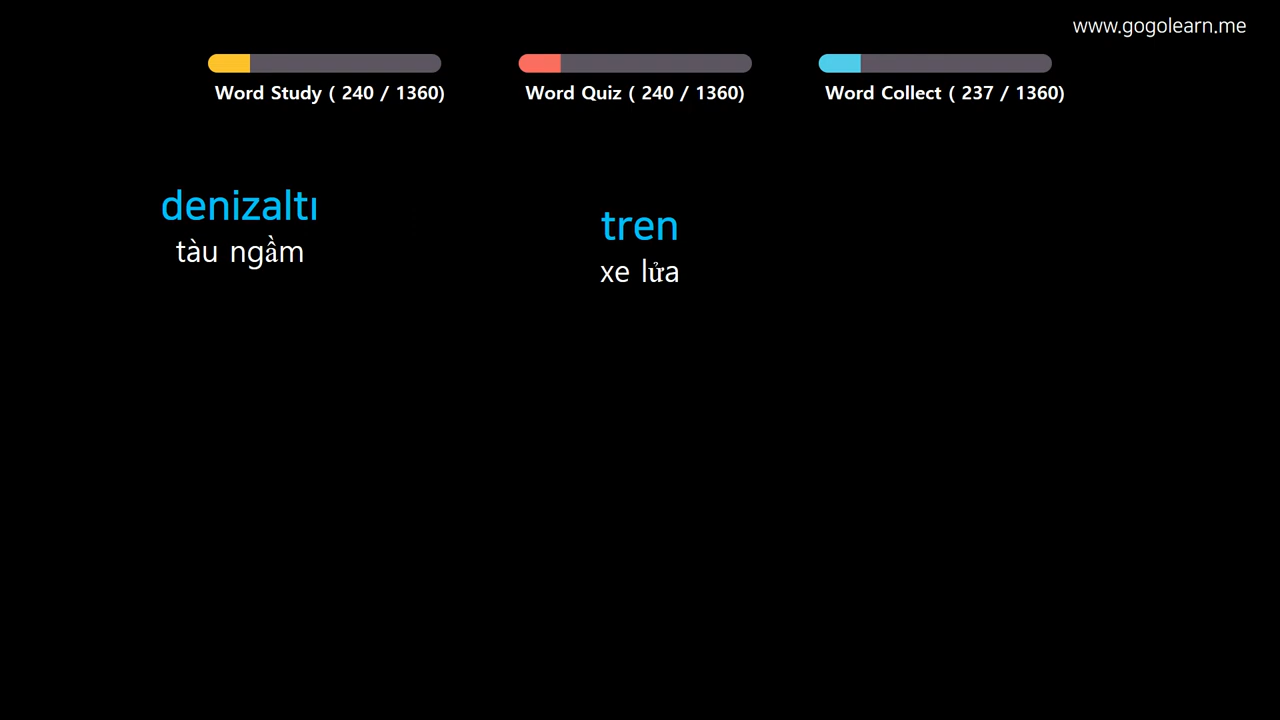 www.gogolearn.me
Word Study ( 240 / 1360)
Word Quiz ( 240 / 1360)
Word Collect ( 237 / 1360)
denizaltı
tàu ngầm
tren
xe lửa